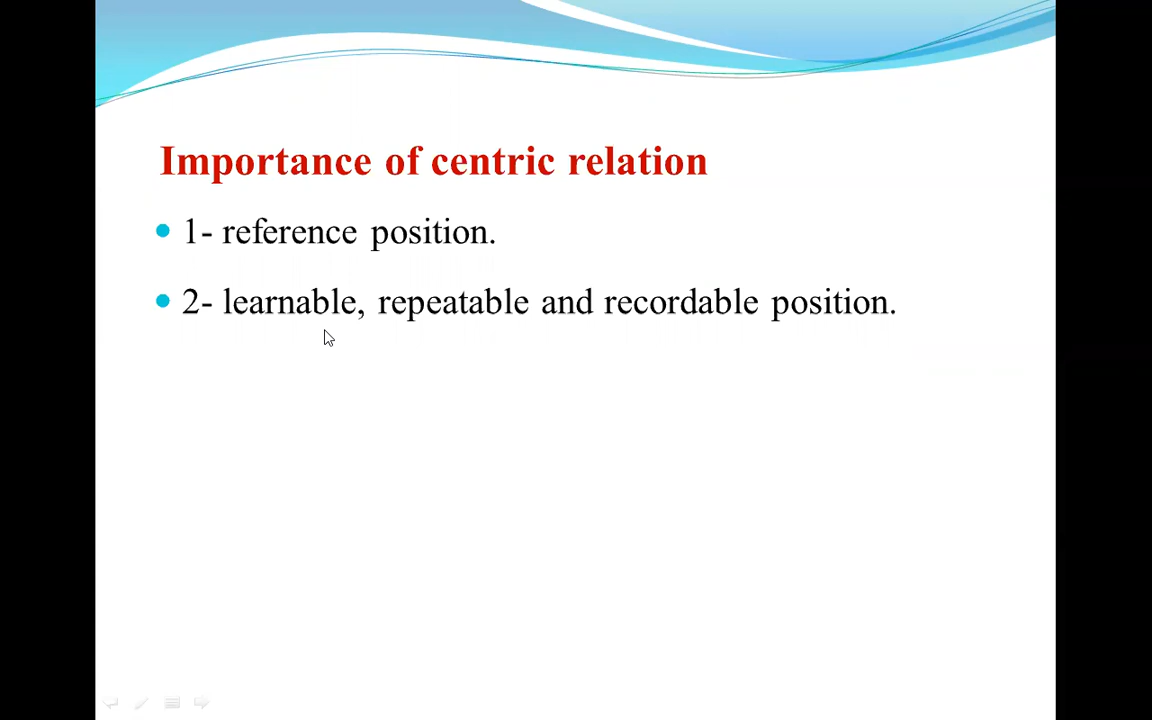 Importance of centric relation
1- reference position.
2- learnable, repeatable and recordable position.